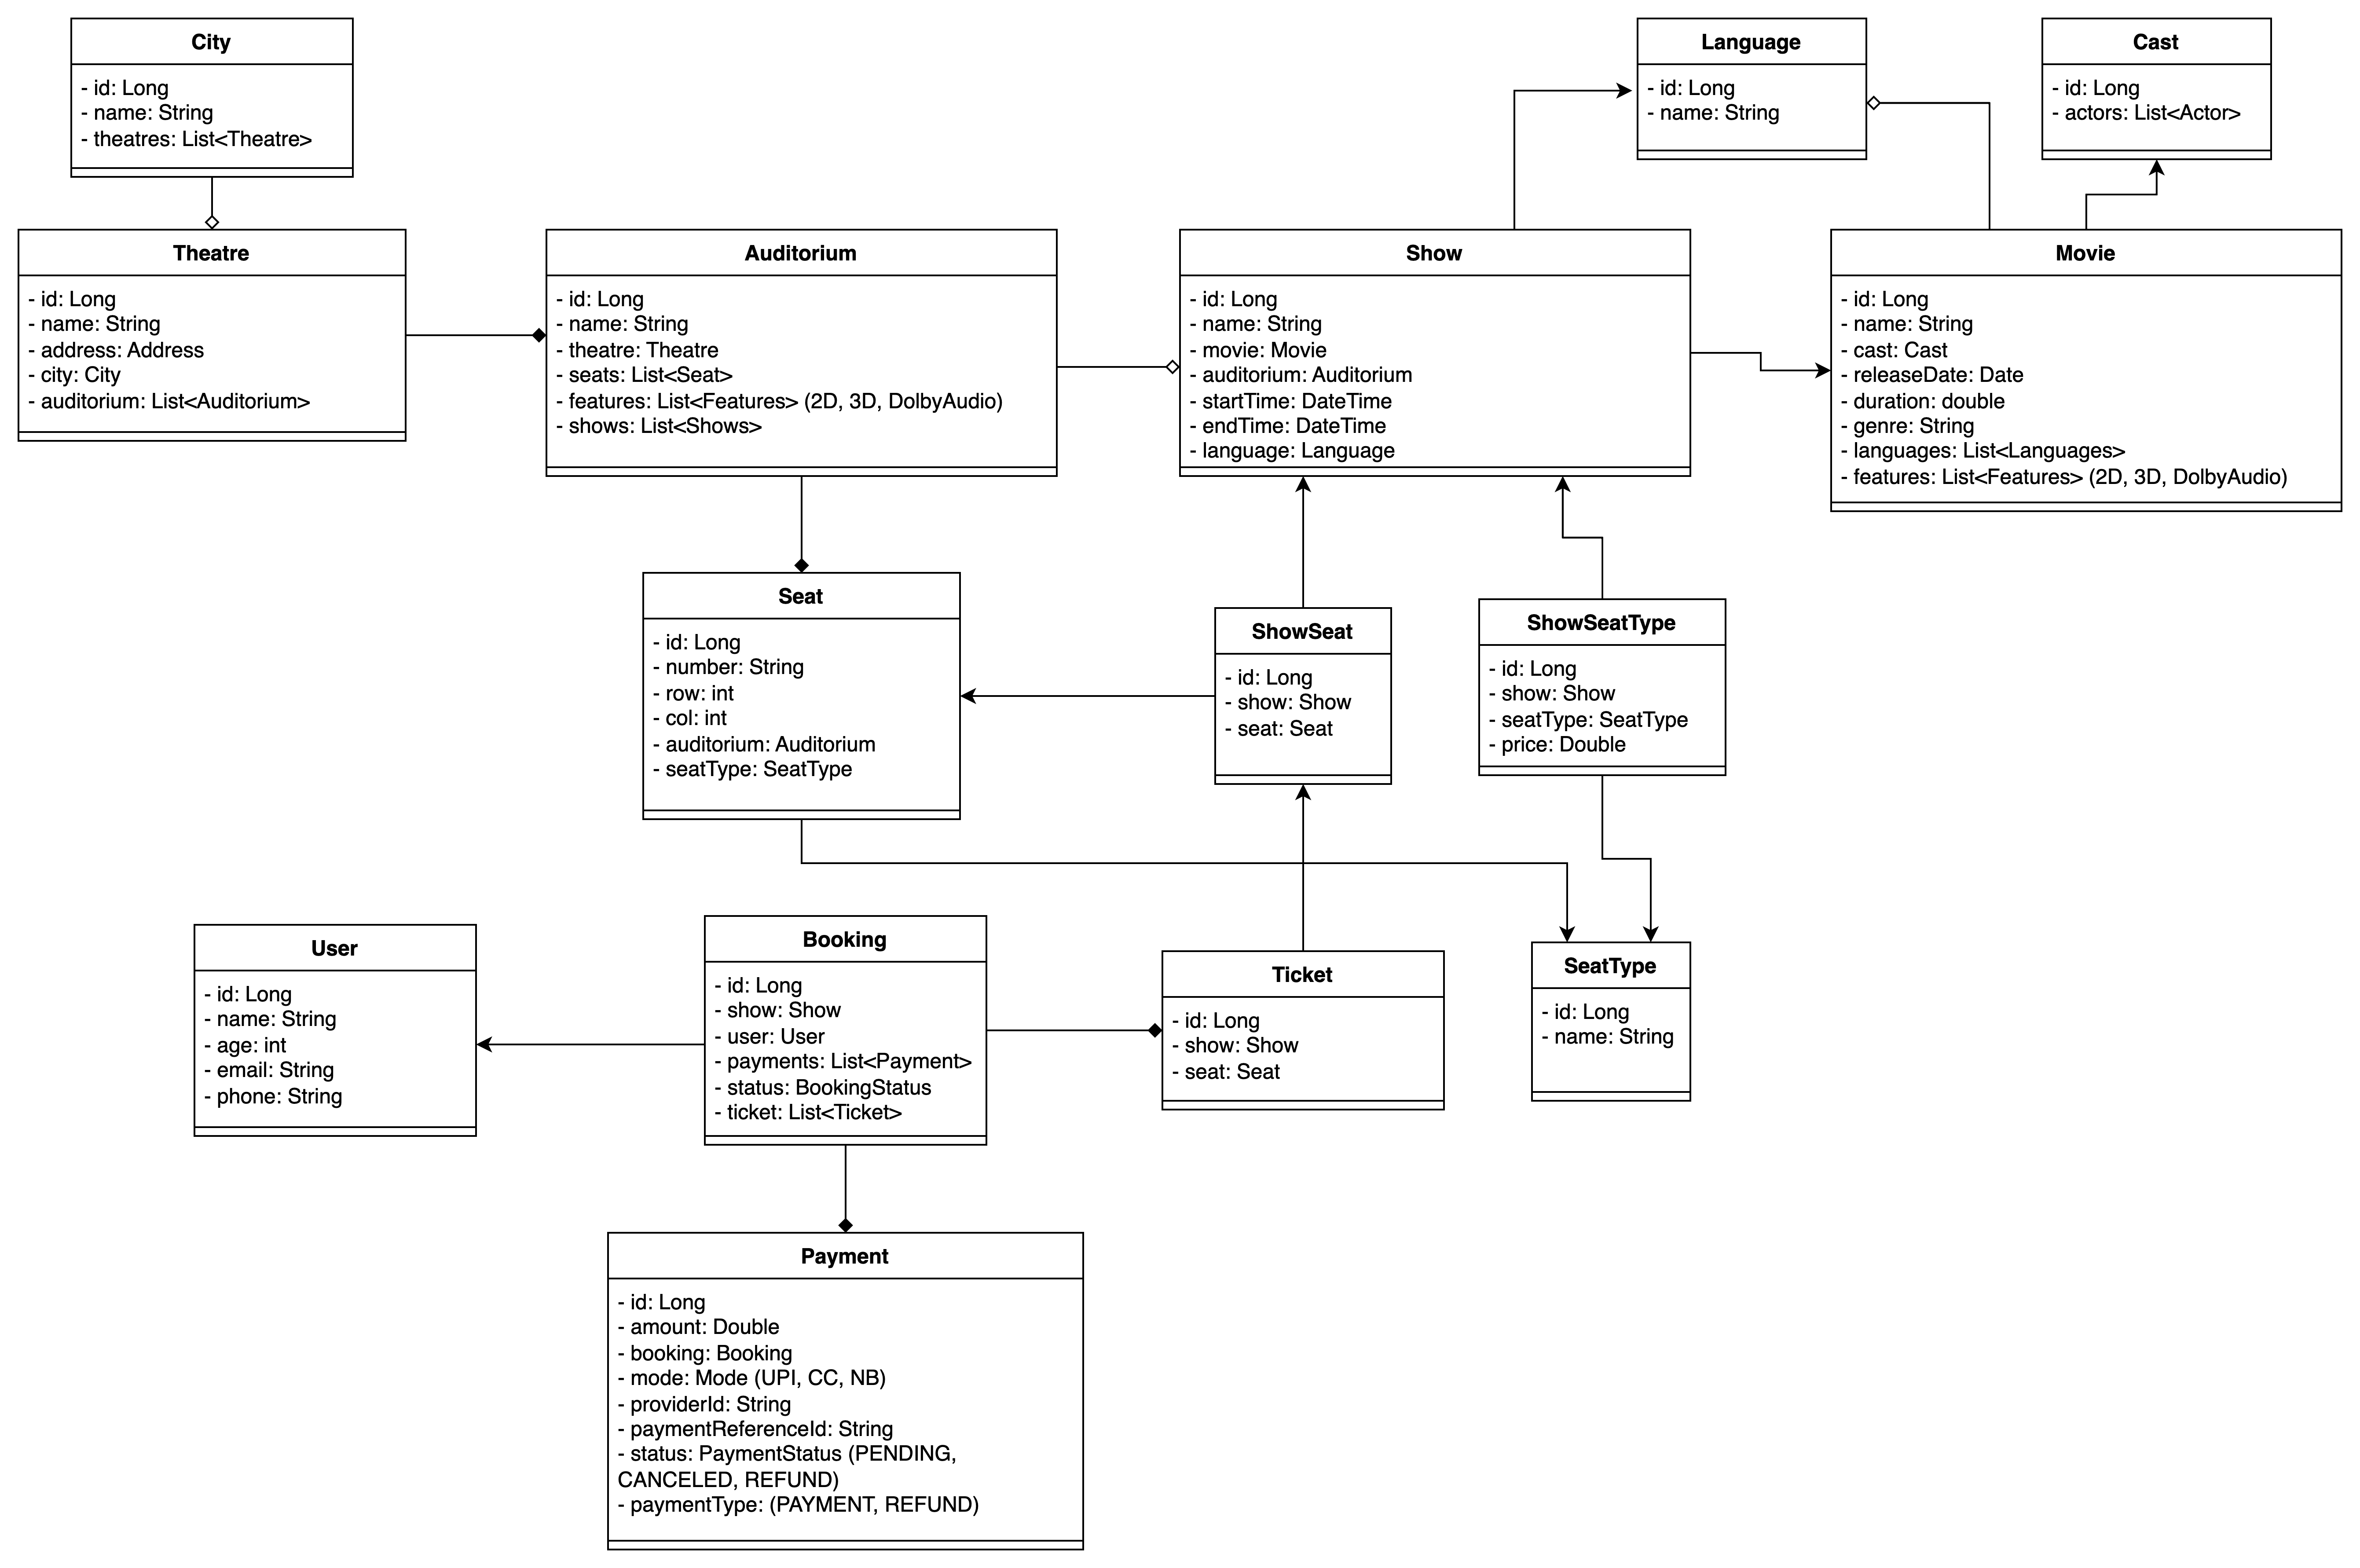 City
- id: Long
- name: String
- theatres: List<Theatre>
Language
- id: Long
- name: String
Cast
- id: Long
- actors: List<Actor>
Theatre
- id: Long
- name: String
- address: Address
- city: City
- auditorium: List<Auditorium>
Auditorium
- id: Long
- name: String
- theatre: Theatre
- seats: List<Seat>
- features: List<Features> (2D, 3D, DolbyAudio)
- shows: List<Shows>
Show
- id: Long
- name: String
- movie: Movie
- auditorium: Auditorium
- startTime: DateTime
- endTime: DateTime
- language: Language
Movie
- id: Long
- name: String
- cast: Cast
- releaseDate: Date
- duration: double
- genre: String
- languages: List<Languages>
- features: List<Features> (2D, 3D, DolbyAudio)
Seat
- id: Long
- number: String
- row: int
- col: int
- auditorium: Auditorium
- seatType: SeatType
ShowSeat
- id: Long
- show: Show
- seat: Seat
ShowSeatType
- id: Long
- show: Show
- seatType: SeatType
- price: Double
User
- id: Long
- name: String
- age: int
- email: String
- phone: String
Booking
- id: Long
- show: Show
- user: User
- payments: List<Payment>
- status: BookingStatus
- ticket: List<Ticket>
Ticket
- id: Long
- show: Show
- seat: Seat
SeatType
- id: Long
- name: String
Payment
- id: Long
- amount: Double
- booking: Booking
- mode: Mode (UPI, CC, NB)
- providerId: String
- paymentReferenceId: String
- status: PaymentStatus (PENDING,
CANCELED, REFUND)
- paymentType: (PAYMENT, REFUND)